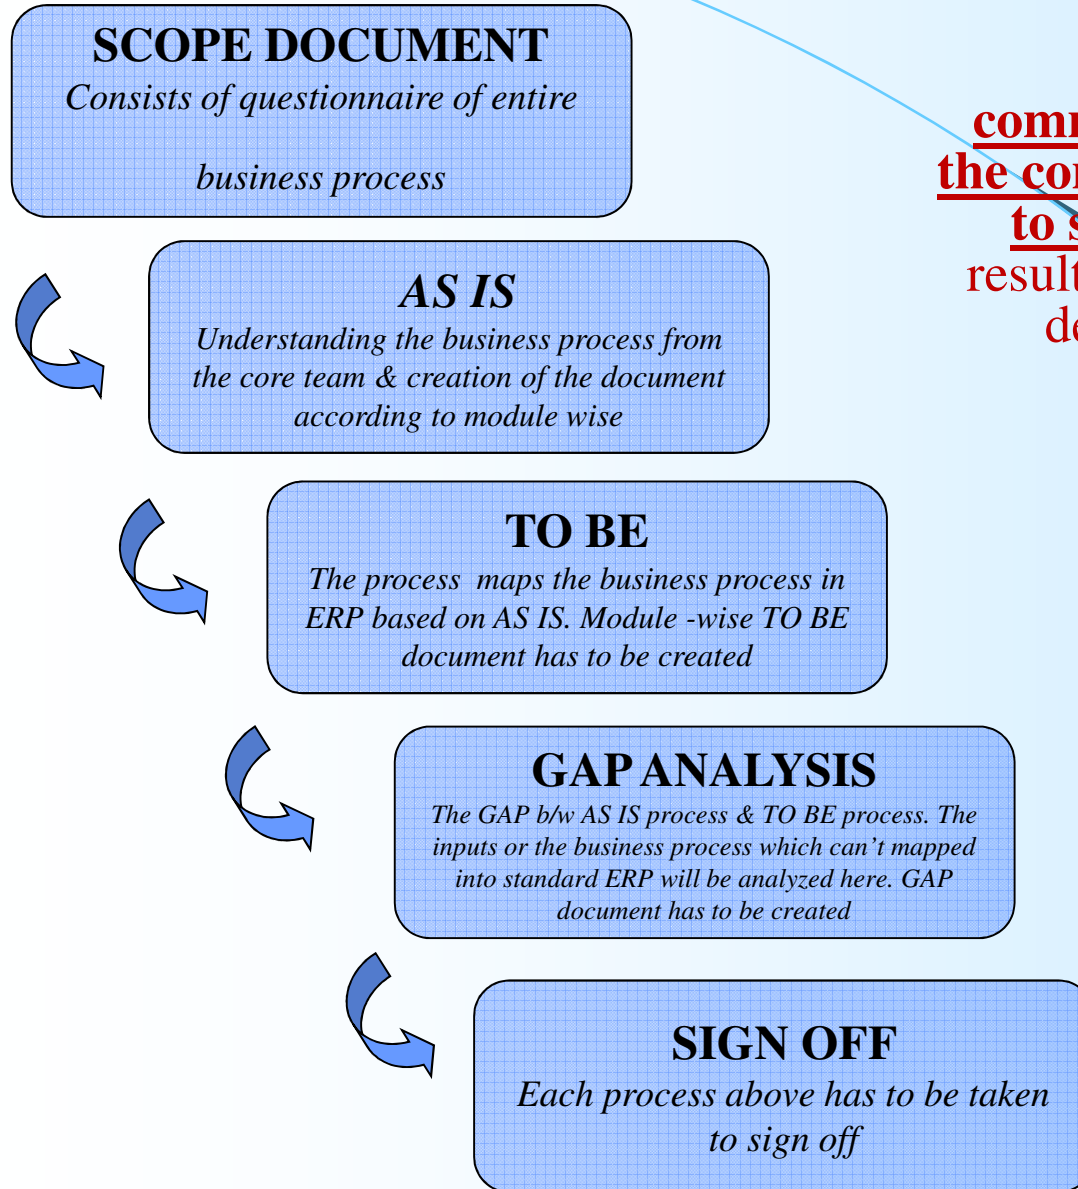 SCOPE DOCUMENT
Consists of questionnaire of entire
business process
the
to
AS IS
Understanding the business process from
the core team & creation of the document
according to module wise
TO BE
The process maps the business process in
ERP based on AS IS. Module -wise TO BE
document has to be created
GAP ANALYSIS
The GAP b/w AS IS process & TO BE process. The
inputs or the business process which can’t mapped
into standard ERP will be analyzed here. GAP
document has to be created
SIGN OFF
Each process above has to be taken
to sign off